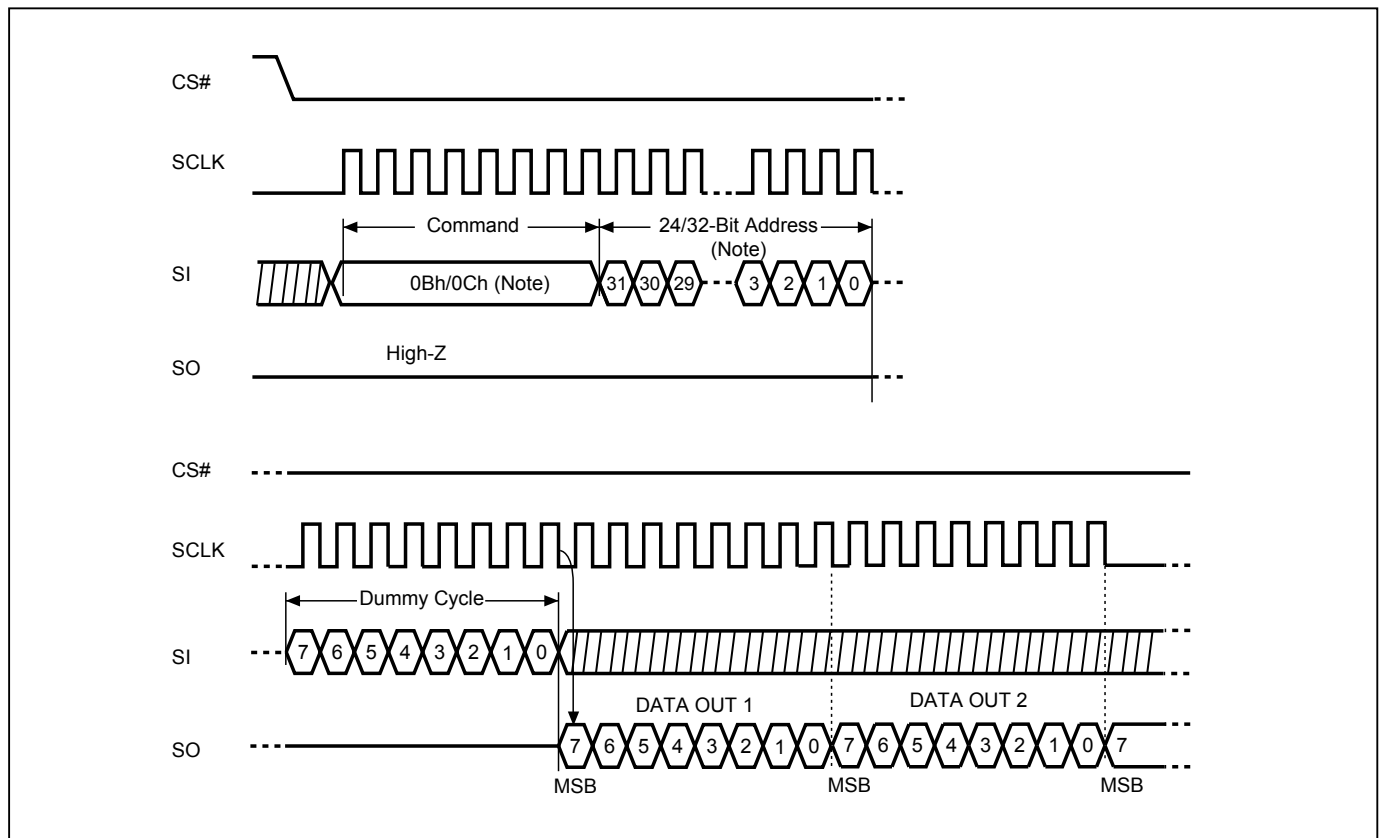 CS#
SCLK
Command
24/32-Bit Address
(Note)
SI
0Bh/0Ch (Note)
31 30 29
3 2 1 0
High-Z
SO
CS#
SCLK
Dummy Cycle
SI
7 6 5 4 3 2 1 0
DATA OUT 1
DATA OUT 2
SO
7 6 5 4 3 2 1 0 7 6 5 4 3 2 1 0 7
MSB
MSB
MSB